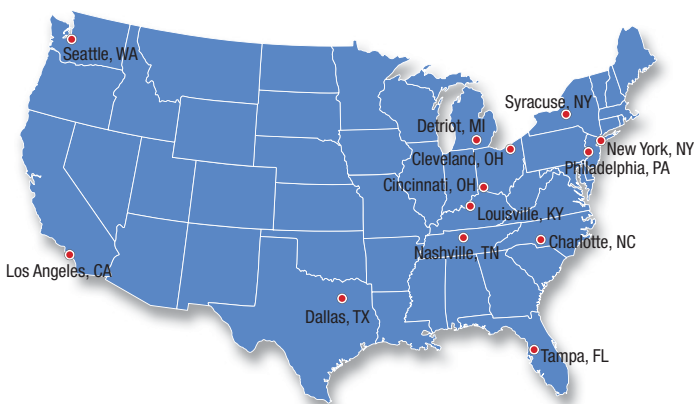 Seattle, WA
Syracuse, NY
Detriot, MI
New York, NY
Cleveland, OH
Philadelphia, PA
Cincinnati, OH
Louisville, KY
Charlotte, NC
Nashville, TN
Los Angeles, CA
Dallas, TX
Tampa, FL